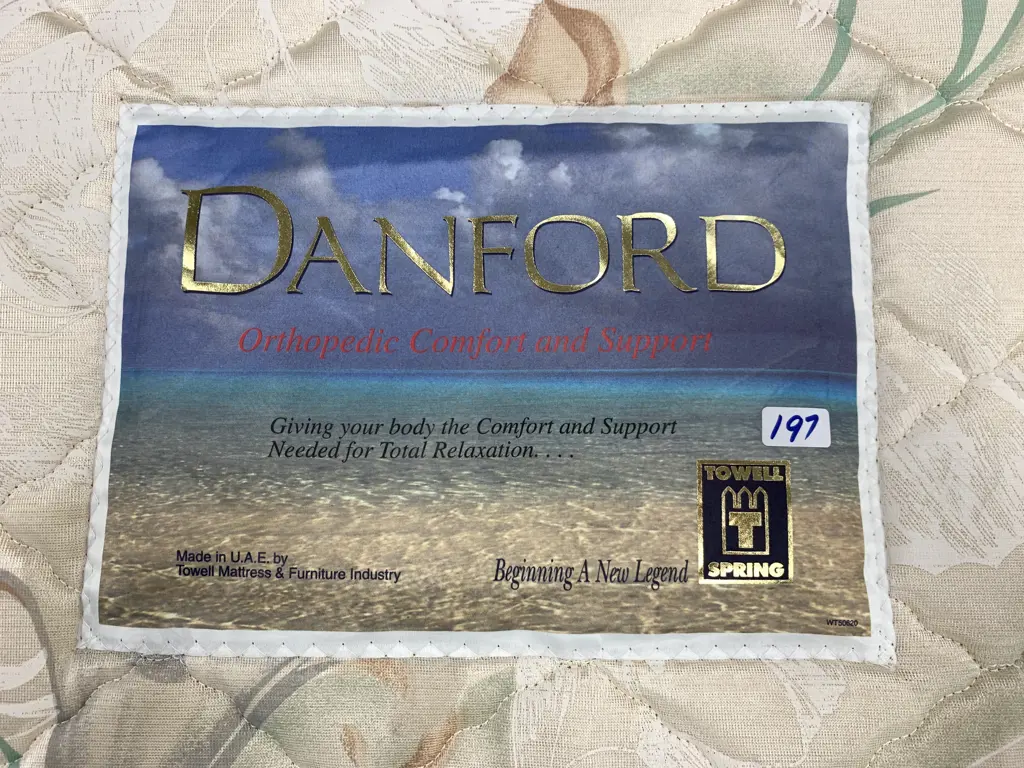 DANFORD
Orthopedic Comfort and Support
Giving your body the Comfort and Support
Needed for Total Relaxation. . . .
197
TOWELL
T
SPRING
Made in U.A.E. by
Towell Mattress & Furniture Industry
Beginning A New Legend
WTS0620